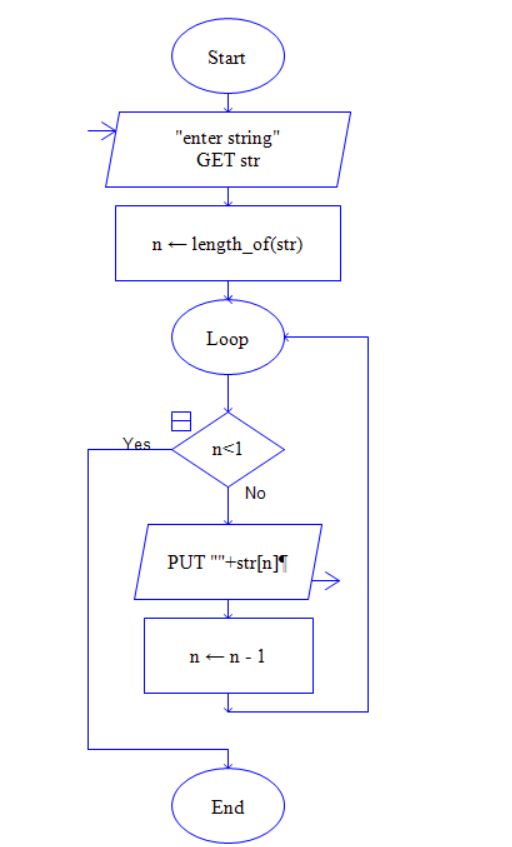 Start
"enter string"
GET str
n ← length_of(str)
Loop
n<1
Yes
No
PUT ""+str[n]¶
n ← n - 1
End